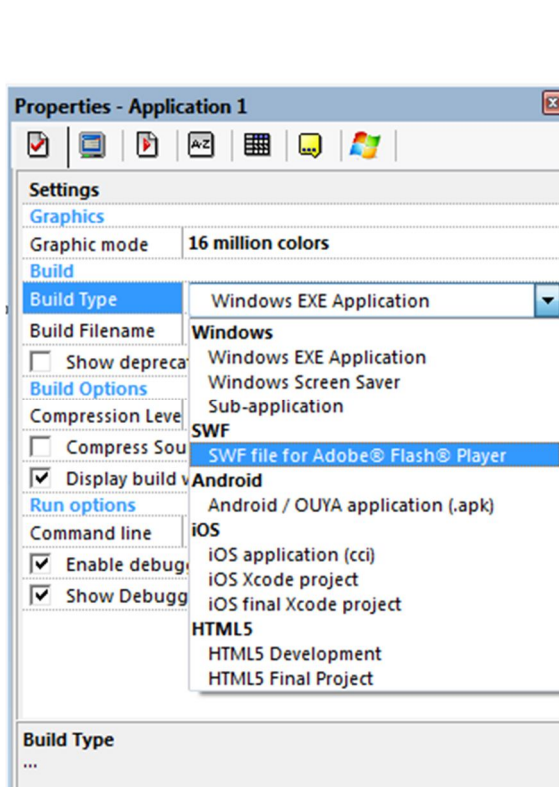 Properties - Application 1
A-Z
Settings
Graphics
Graphic mode 16 million colors
Build
Build Type Windows EXE Application
Build Filename
Windows
Show depreca
Windows EXE Application
Build Options
Windows Screen Saver
Compression Leve
Sub-application
SWF
Compress Sou
SWF file for Adobe® Flash® Player
Display build v
Android
Run options
Android / OUYA application (.apk)
Command line
iOS
Enable debugg
iOS application (cci)
iOS Xcode project
Show Debugg
iOS final Xcode project
HTML5
HTML5 Development
HTML5 Final Project
Build Type
...